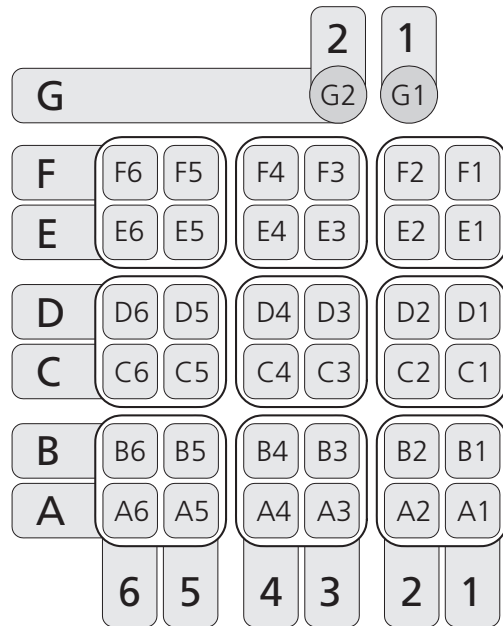 2 1
G G2 G1
F F6 F5 F4 F3 F2 F1
E E6 E5 E4 E3 E2 E1
D D6 D5 D4 D3 D2 D1
C C6 C5 C4 C3 C2 C1
B B6 B5 B4 B3 B2 B1
A A6 A5 A4 A3 A2 A1
6 5 4 3 2 1